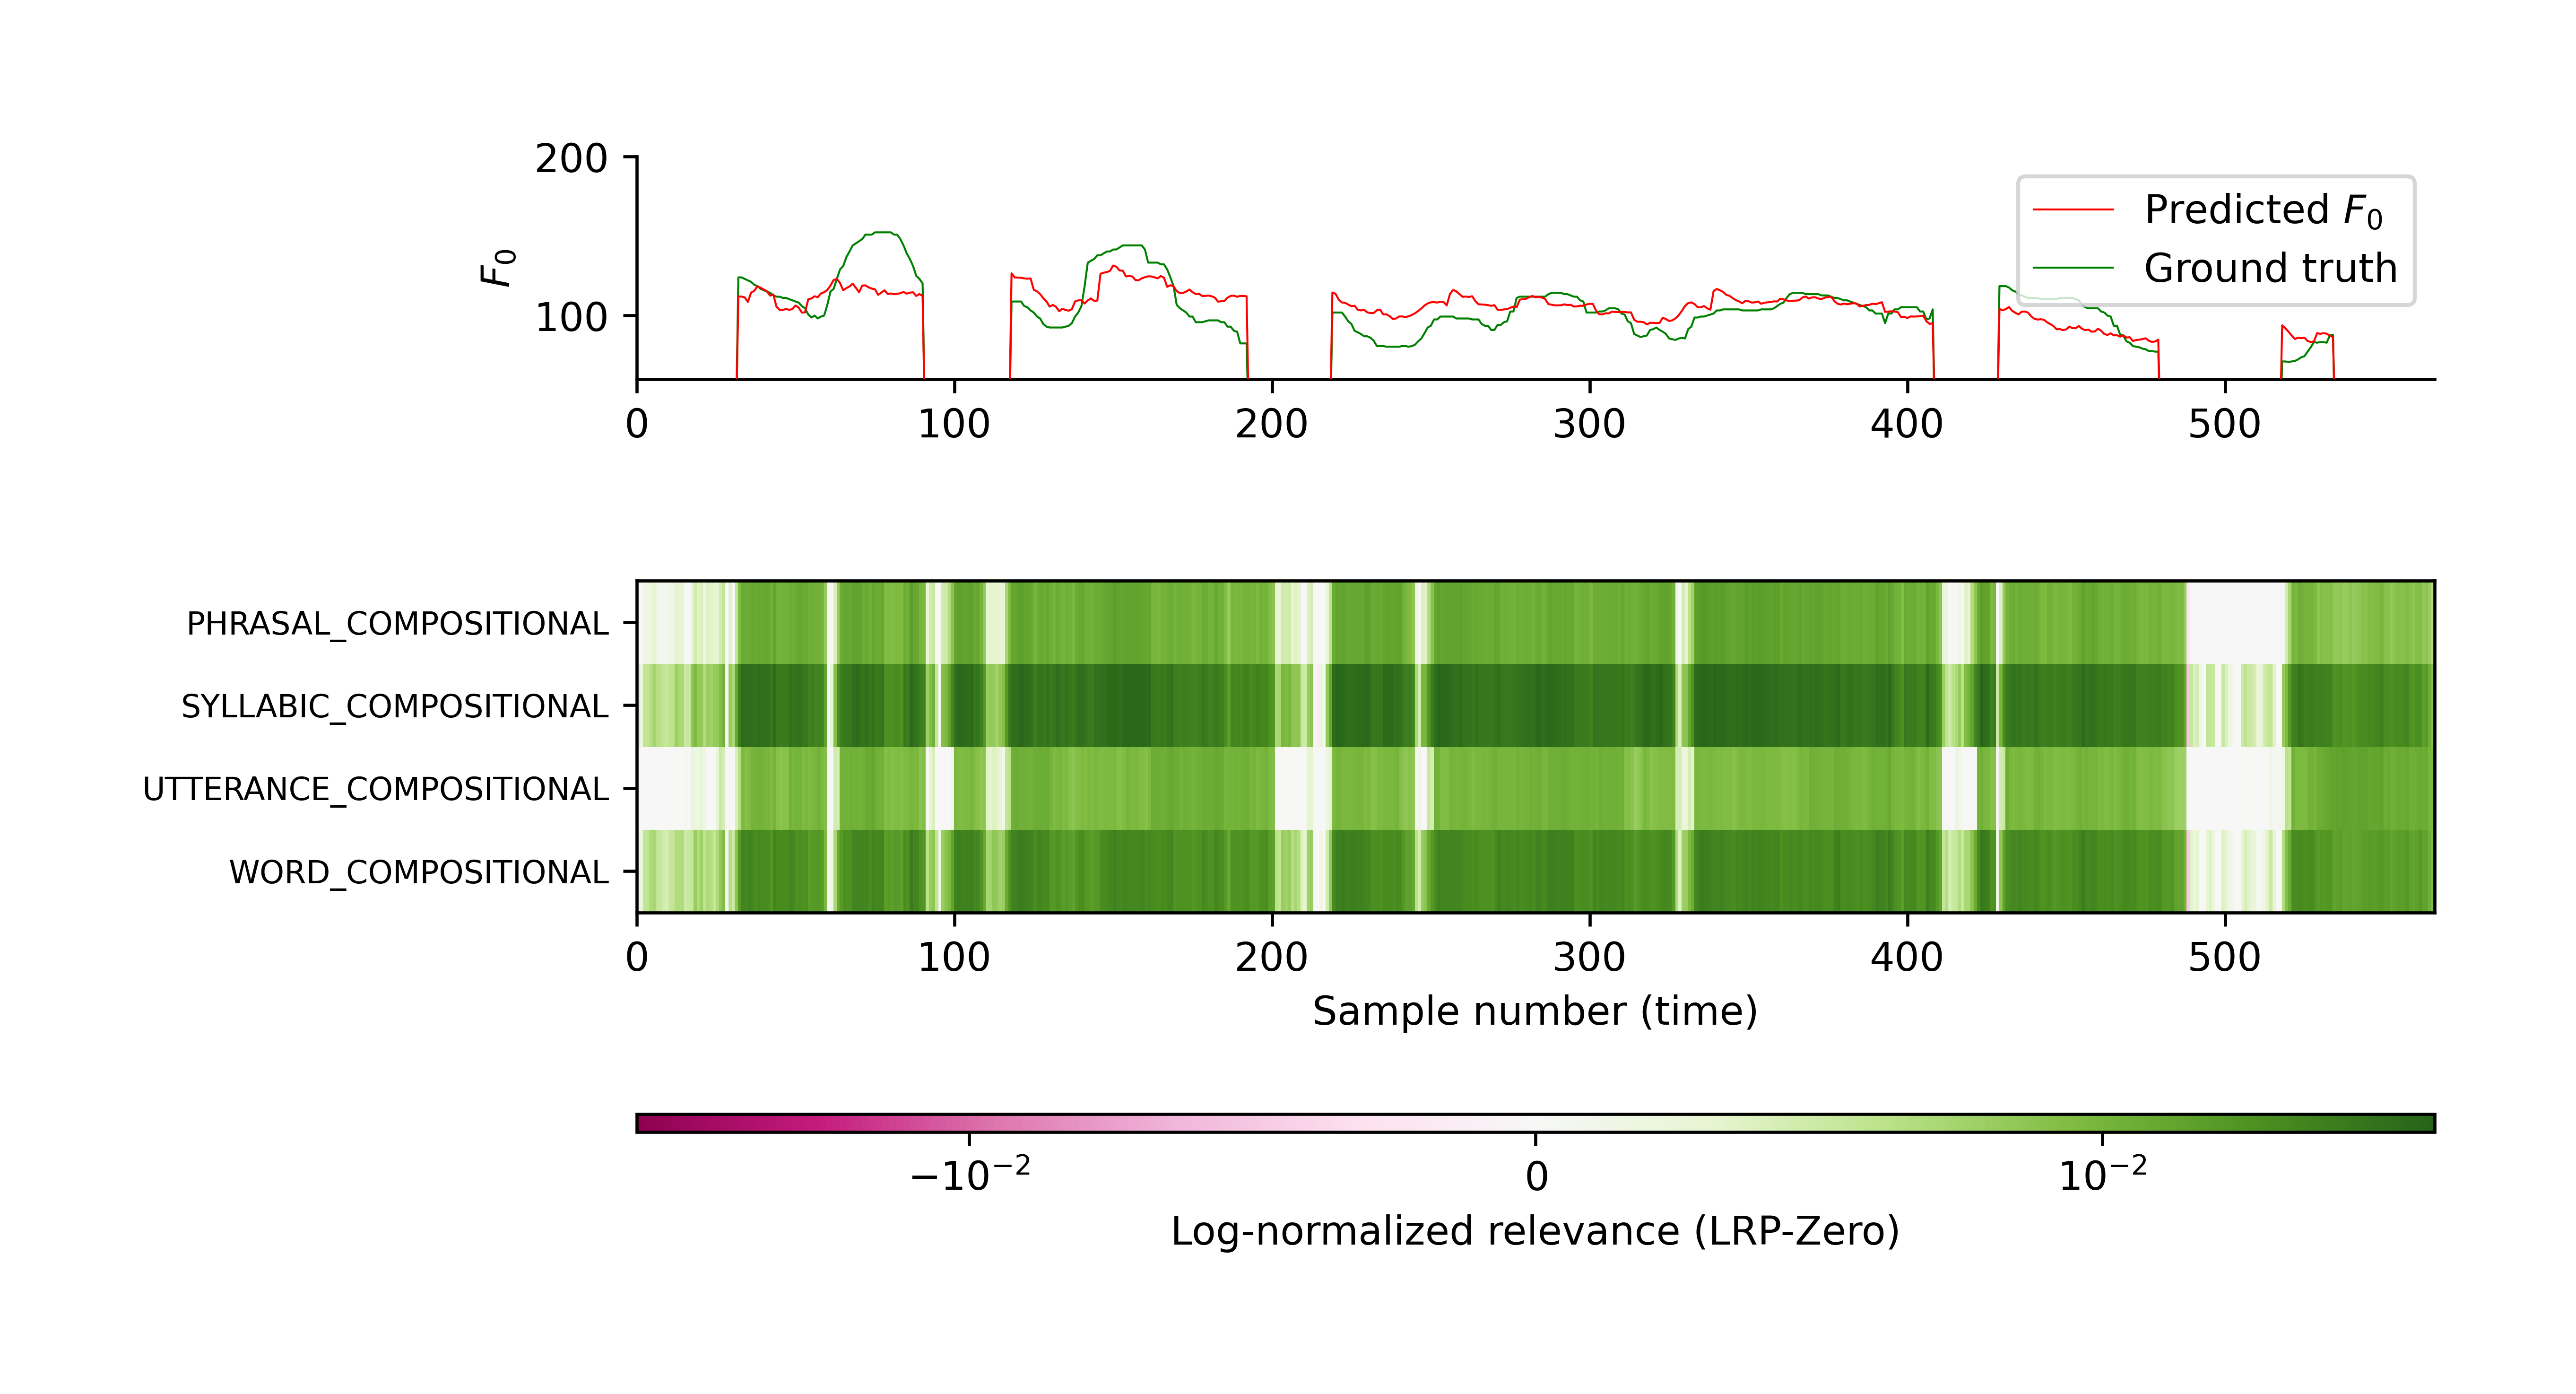 200
100
F₀
Predicted F₀
Ground truth
0 100 200 300 400 500
PHRASAL_COMPOSITIONAL
SYLLABIC_COMPOSITIONAL
UTTERANCE_COMPOSITIONAL
WORD_COMPOSITIONAL
0 100 200 300 400 500
Sample number (time)
−10⁻² 0 10⁻²
Log-normalized relevance (LRP-Zero)